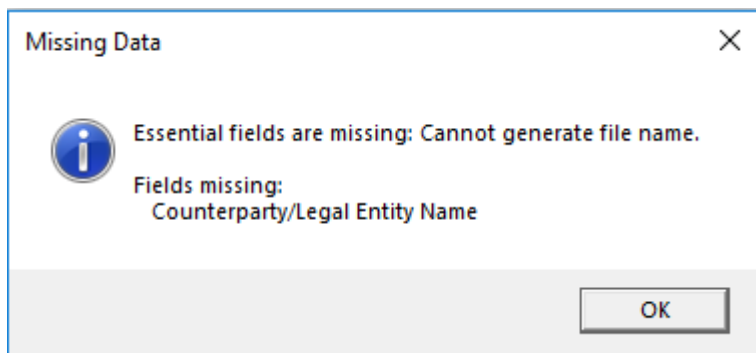 Missing Data
Essential fields are missing: Cannot generate file name.
Fields missing:
Counterparty/Legal Entity Name
OK